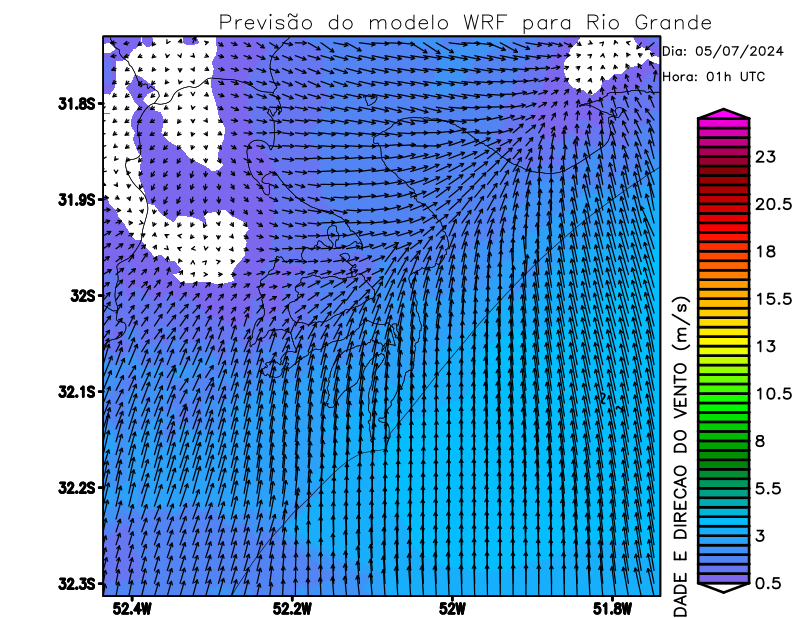 Previsão do modelo WRF para Rio Grande
Dia: 05/07/2024
Hora: 01h UTC
31.8S
31.9S
32S
32.1S
32.2S
32.3S
52.4W
52.2W
52W
51.8W
23
20.5
18
15.5
13
10.5
8
5.5
3
0.5
DADE E DIRECAO DO VENTO (m/s)